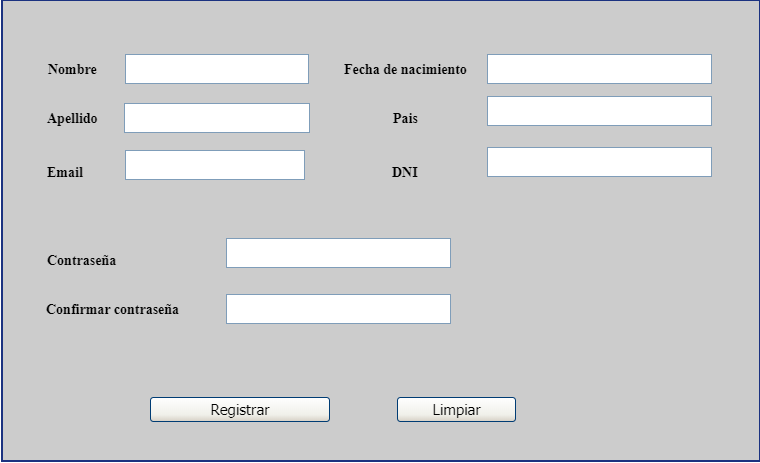 Nombre
Fecha de nacimiento
Apellido
Pais
Email
DNI
Contraseña
Confirmar contraseña
Registrar
Limpiar